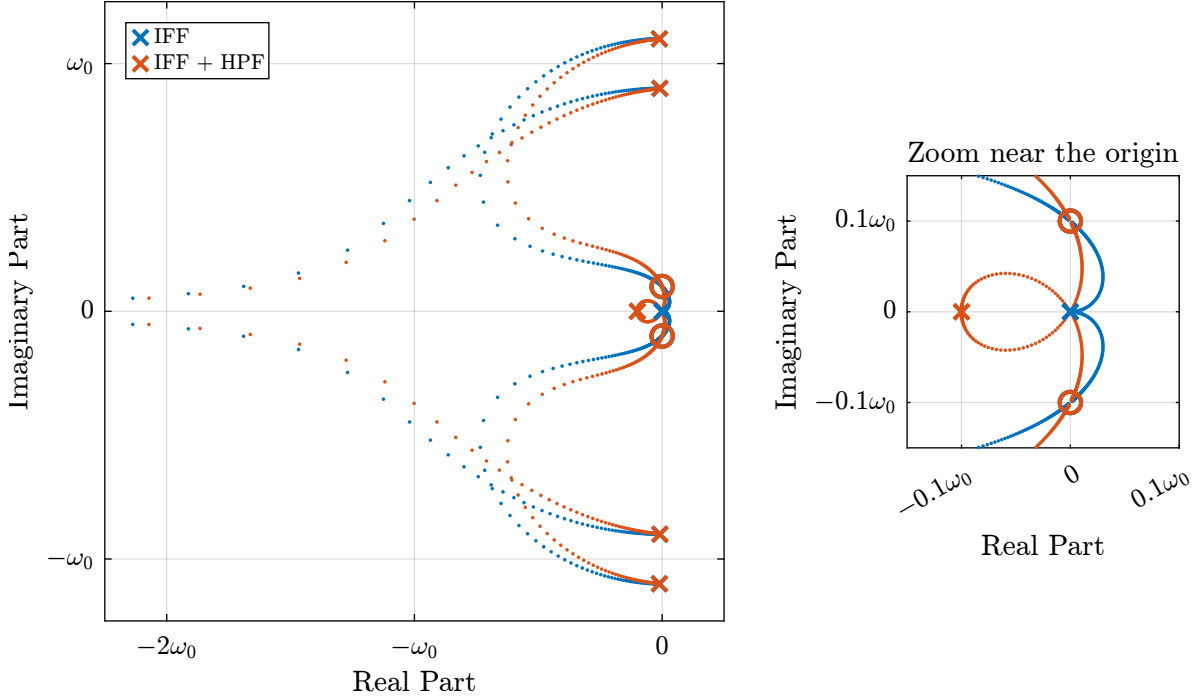 IFF
IFF + HPF
ω₀
0
−ω₀
Imaginary Part
−2ω₀
−ω₀
0
Real Part
Zoom near the origin
0.1ω₀
0
−0.1ω₀
Imaginary Part
−0.1ω₀
0
0.1ω₀
Real Part